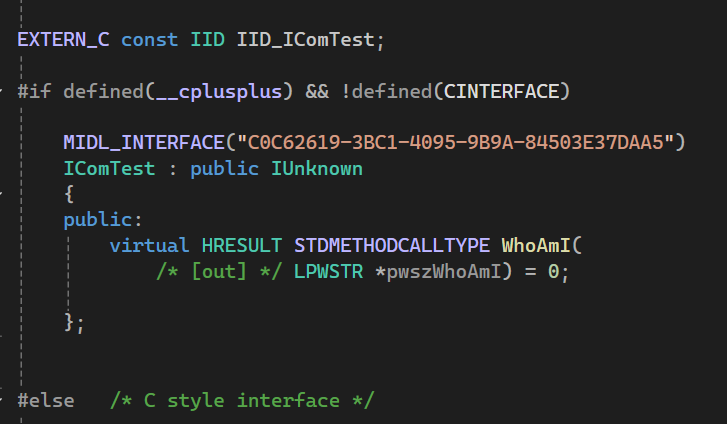 EXTERN_C const IID IID_IComTest;
#if defined(__cplusplus) && !defined(CINTERFACE)
MIDL_INTERFACE("C0C62619-3BC1-4095-9B9A-84503E37DAA5")
IComTest : public IUnknown
{
public:
virtual HRESULT STDMETHODCALLTYPE WhoAmI(
/* [out] */ LPWSTR *pwszWhoAmI) = 0;
};
#else /* C style interface */